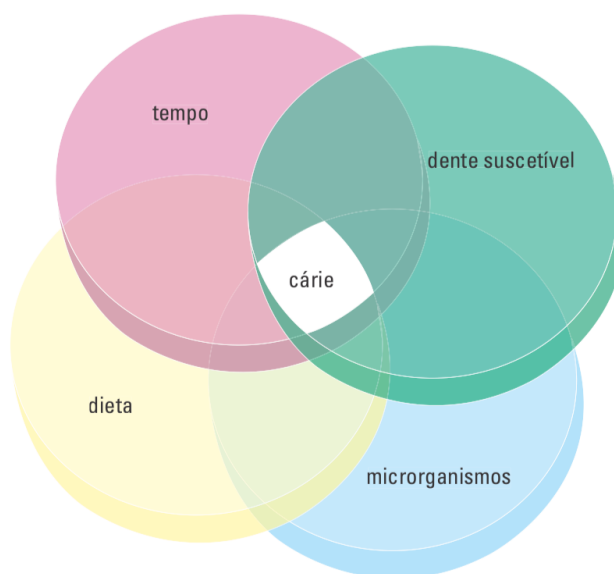 tempo
dente suscetível
cárie
dieta
microrganismos